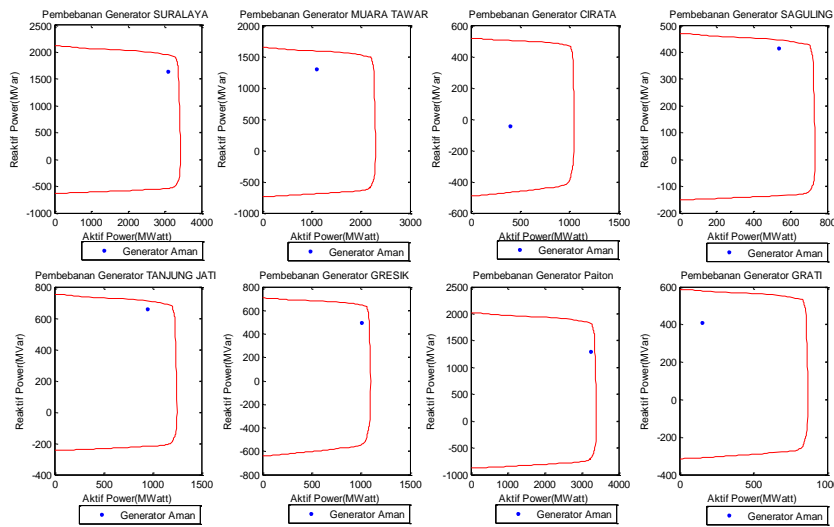 Pembebanan Generator SURALAYA
Reaktif Power(MVar)
2500
2000
1500
1000
500
0
-500
-1000
0 1000 2000 3000 4000
Aktif Power(MWatt)
Generator Aman
Pembebanan Generator MUARA TAWAR
Reaktif Power(MVar)
2000
1500
1000
500
0
-500
-1000
0 1000 2000 3000
Aktif Power(MWatt)
Generator Aman
Pembebanan Generator CIRATA
Reaktif Power(MVar)
600
400
200
0
-200
-400
-600
0 500 1000 1500
Aktif Power(MWatt)
Generator Aman
Pembebanan Generator SAGULING
Reaktif Power(MVar)
500
400
300
200
100
0
-100
-200
0 200 400 600 800
Aktif Power(MWatt)
Generator Aman
Pembebanan Generator TANJUNG JATI
Reaktif Power(MVar)
800
600
400
200
0
-200
-400
0 500 1000 1500
Aktif Power(MWatt)
Generator Aman
Pembebanan Generator GRESIK
Reaktif Power(MVar)
800
600
400
200
0
-200
-400
-600
-800
0 500 1000 1500
Aktif Power(MWatt)
Generator Aman
Pembebanan Generator Paiton
Reaktif Power(MVar)
2500
2000
1500
1000
500
0
-500
-1000
0 1000 2000 3000 4000
Aktif Power(MWatt)
Generator Aman
Pembebanan Generator GRATI
Reaktif Power(MVar)
600
400
200
0
-200
-400
0 500 1000
Aktif Power(MWatt)
Generator Aman